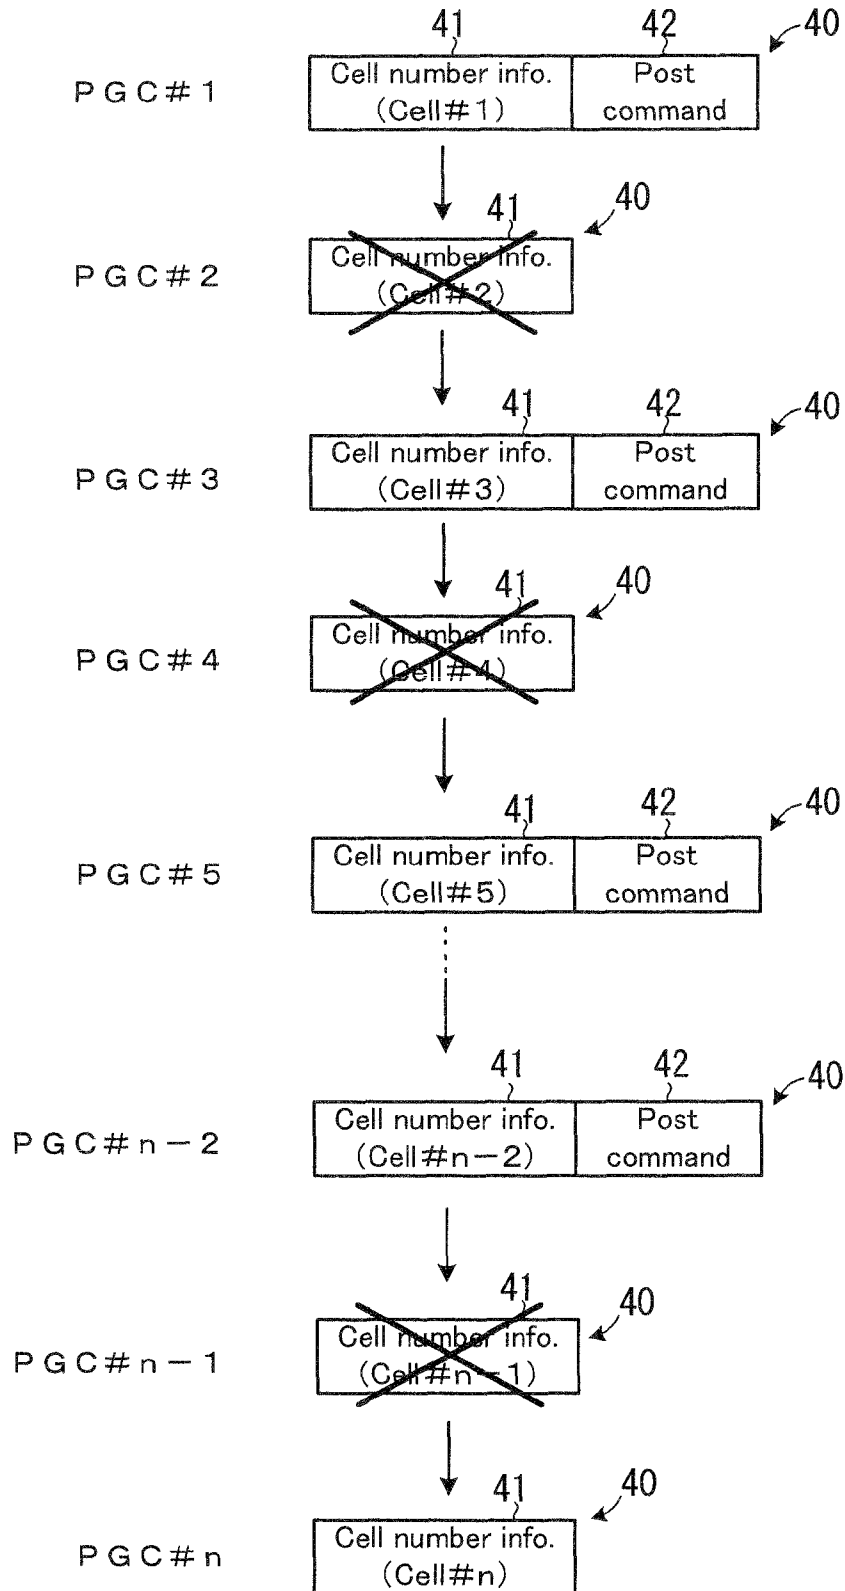 41 42 40
PGC#1 Cell number info. Post
(Cell#1) command
41 40
PGC#2 Cell number info.
(Cell#2)
41 42 40
PGC#3 Cell number info. Post
(Cell#3) command
41 40
PGC#4 Cell number info.
(Cell#4)
41 42 40
PGC#5 Cell number info. Post
(Cell#5) command
41 42 40
PGC#n-2 Cell number info. Post
(Cell#n-2) command
41 40
PGC#n-1 Cell number info.
(Cell#n-1)
41 40
PGC#n Cell number info.
(Cell#n)